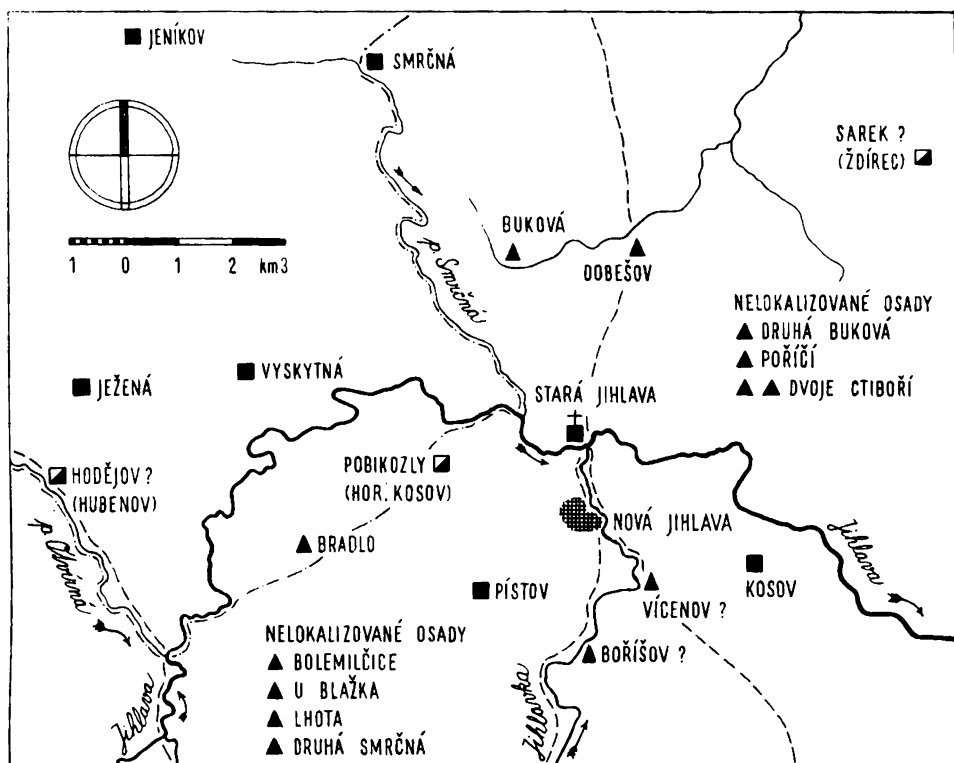 JENÍKOV
SMRČNÁ
SAREK ?
(ŽDÍREC)
BUKOVÁ
DOBEŠOV
1 0 1 2 km3
p. Smrčná
NELOKALIZOVANÉ OSADY
DRUHÁ BUKOVÁ
POŘÍČÍ
DVOJE CTIBOŘÍ
VYSKYTNÁ
JEŽENÁ
STARÁ JIHLAVA
POBIKOZLY
(HOR. KOSOV)
HODĚJOV ?
(HUBENOV)
NOVÁ JIHLAVA
BRADLO
Jihlava
KOSOV
PÍSTOV
VÍCENOV ?
BOŘÍŠOV ?
NELOKALIZOVANÉ OSADY
BOLEMILČICE
U BLAŽKA
LHOTA
DRUHÁ SMRČNÁ
Jihlava
Jihlavka